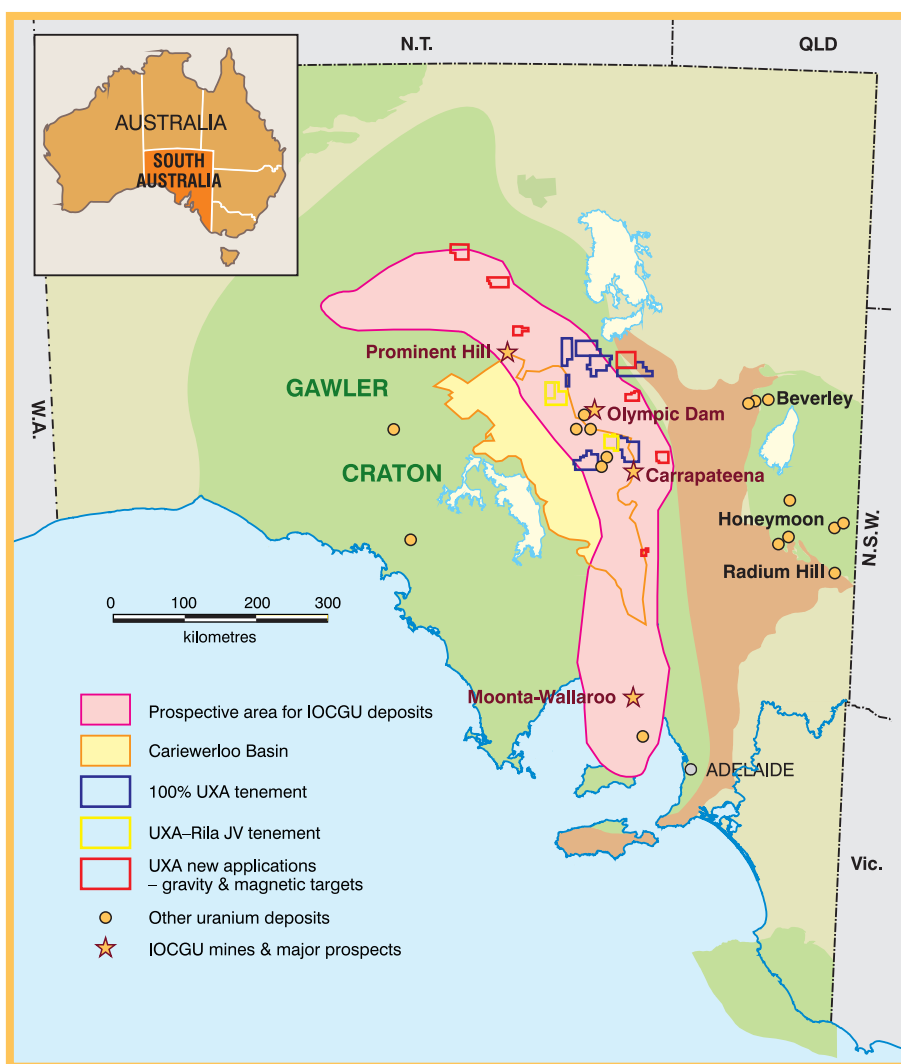 N.T.
QLD
AUSTRALIA
SOUTH
AUSTRALIA
Prominent Hill
GAWLER
W.A.
Beverley
Olympic Dam
CRATON
Carrapateena
Honeymoon
N.S.W.
Radium Hill
0 100 200 300
kilometres
Moonta-Wallaroo
Prospective area for IOCGU deposits
Cariewerloo Basin
ADELAIDE
100% UXA tenement
UXA–Rila JV tenement
Vic.
UXA new applications
– gravity & magnetic targets
Other uranium deposits
IOCGU mines & major prospects